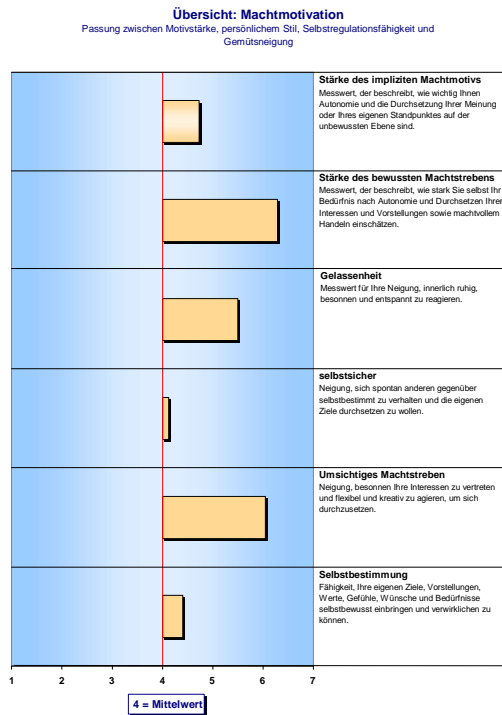 Übersicht: Machtmotivation
Passung zwischen Motivstärke, persönlichem Stil, Selbstregulationsfähigkeit und
Gemütsneigung
Stärke des impliziten Machtmotivs
Messwert, der beschreibt, wie wichtig Ihnen
Autonomie und die Durchsetzung Ihrer Meinung
oder Ihres eigenen Standpunktes auf der
unbewussten Ebene sind.
Stärke des bewussten Machtstrebens
Messwert, der beschreibt, wie stark Sie selbst Ihr
Bedürfnis nach Autonomie und Durchsetzen Ihrer
Interessen und Vorstellungen sowie machtvollem
Handeln einschätzen.
Gelassenheit
Messwert für Ihre Neigung, innerlich ruhig,
besonnen und entspannt zu reagieren.
selbstsicher
Neigung, sich spontan anderen gegenüber
selbstbestimmt zu verhalten und die eigenen
Ziele durchsetzen zu wollen.
Umsichtiges Machtstreben
Neigung, besonnen Ihre Interessen zu vertreten
und flexibel und kreativ zu agieren, um sich
durchzusetzen.
Selbstbestimmung
Fähigkeit, Ihre eigenen Ziele, Vorstellungen,
Werte, Gefühle, Wünsche und Bedürfnisse
selbstbewusst einbringen und verwirklichen zu
können.
1 2 3 4 5 6 7
4 = Mittelwert